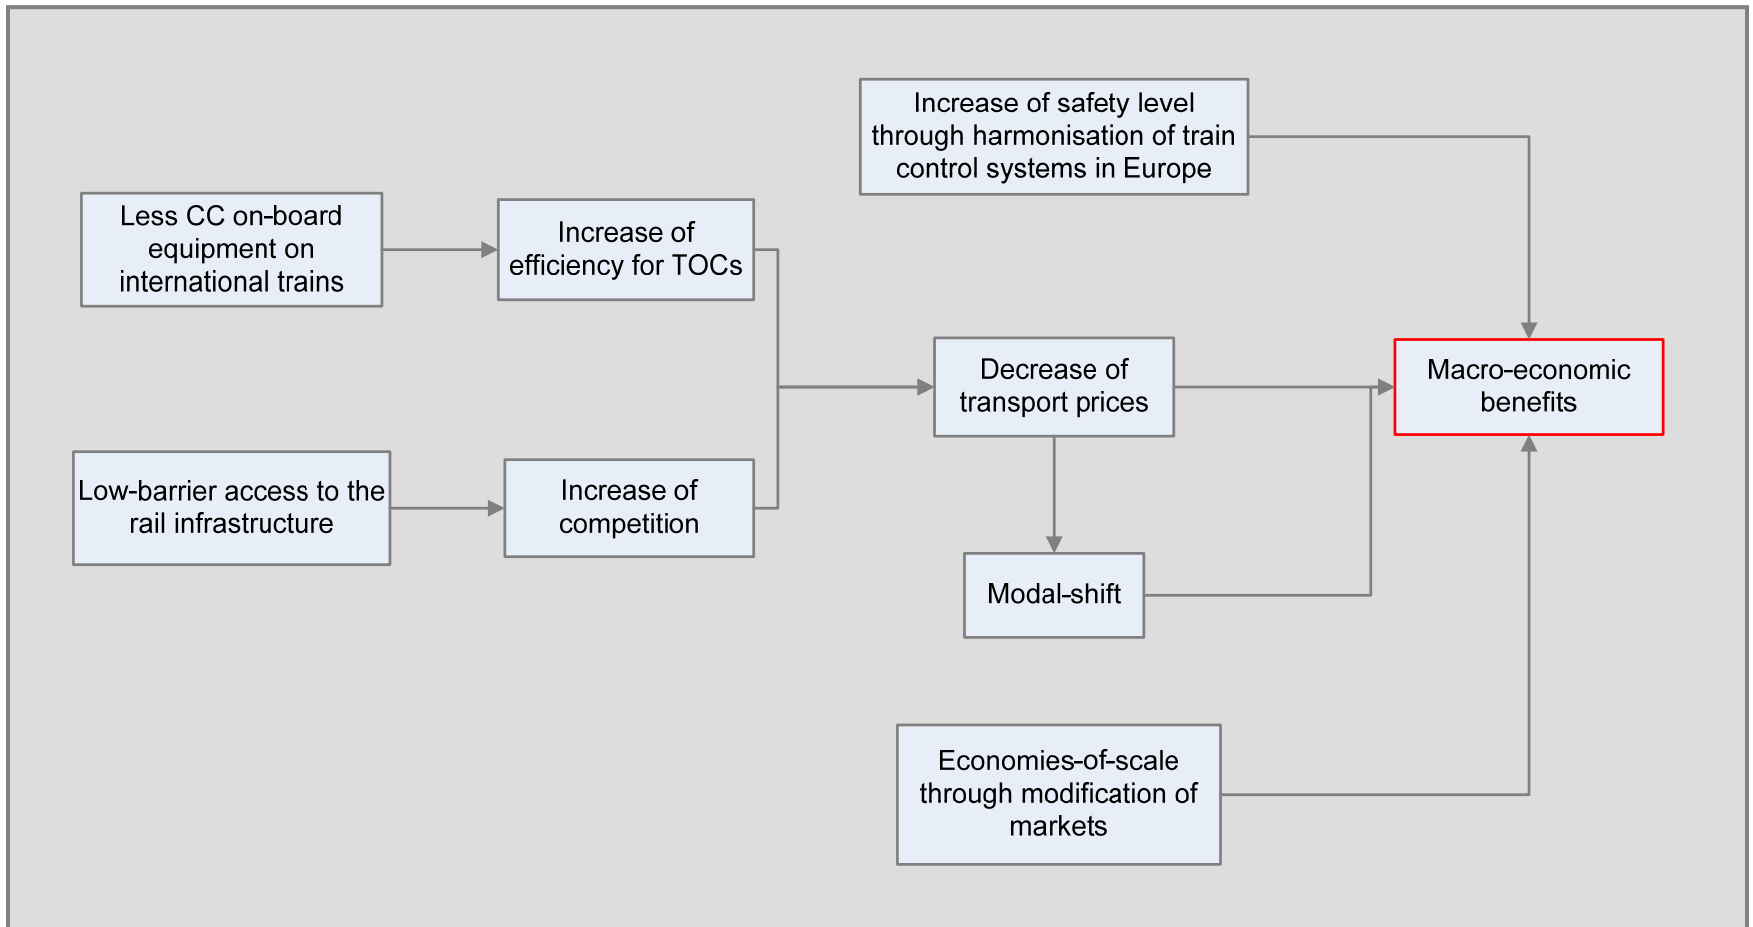 Increase of safety level
through harmonisation of train
control systems in Europe
Less CC on-board
equipment on
international trains
Increase of
efficiency for TOCs
Decrease of
transport prices
Macro-economic
benefits
Low-barrier access to the
rail infrastructure
Increase of
competition
Modal-shift
Economies-of-scale
through modification of
markets